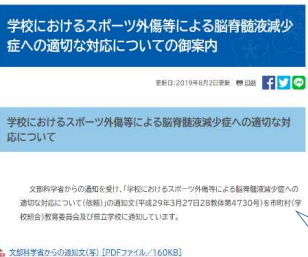 学校におけるスポーツ外傷等による脳脊髄液減少
症への適切な対応についての御案内
更新日:2019年8月2日更新 印刷
学校におけるスポーツ外傷等による脳脊髄液減少症への適切な対
応について
文部科学省からの通知を受け、「学校におけるスポーツ外傷等による脳脊髄液減少症への
適切な対応について(依頼)」の通知文(平成29年3月27日28教体第4730号)を市町村(学
校組合)教育委員会及び県立学校に通知しています。
文部科学省からの通知文(写) [PDFファイル/160KB]